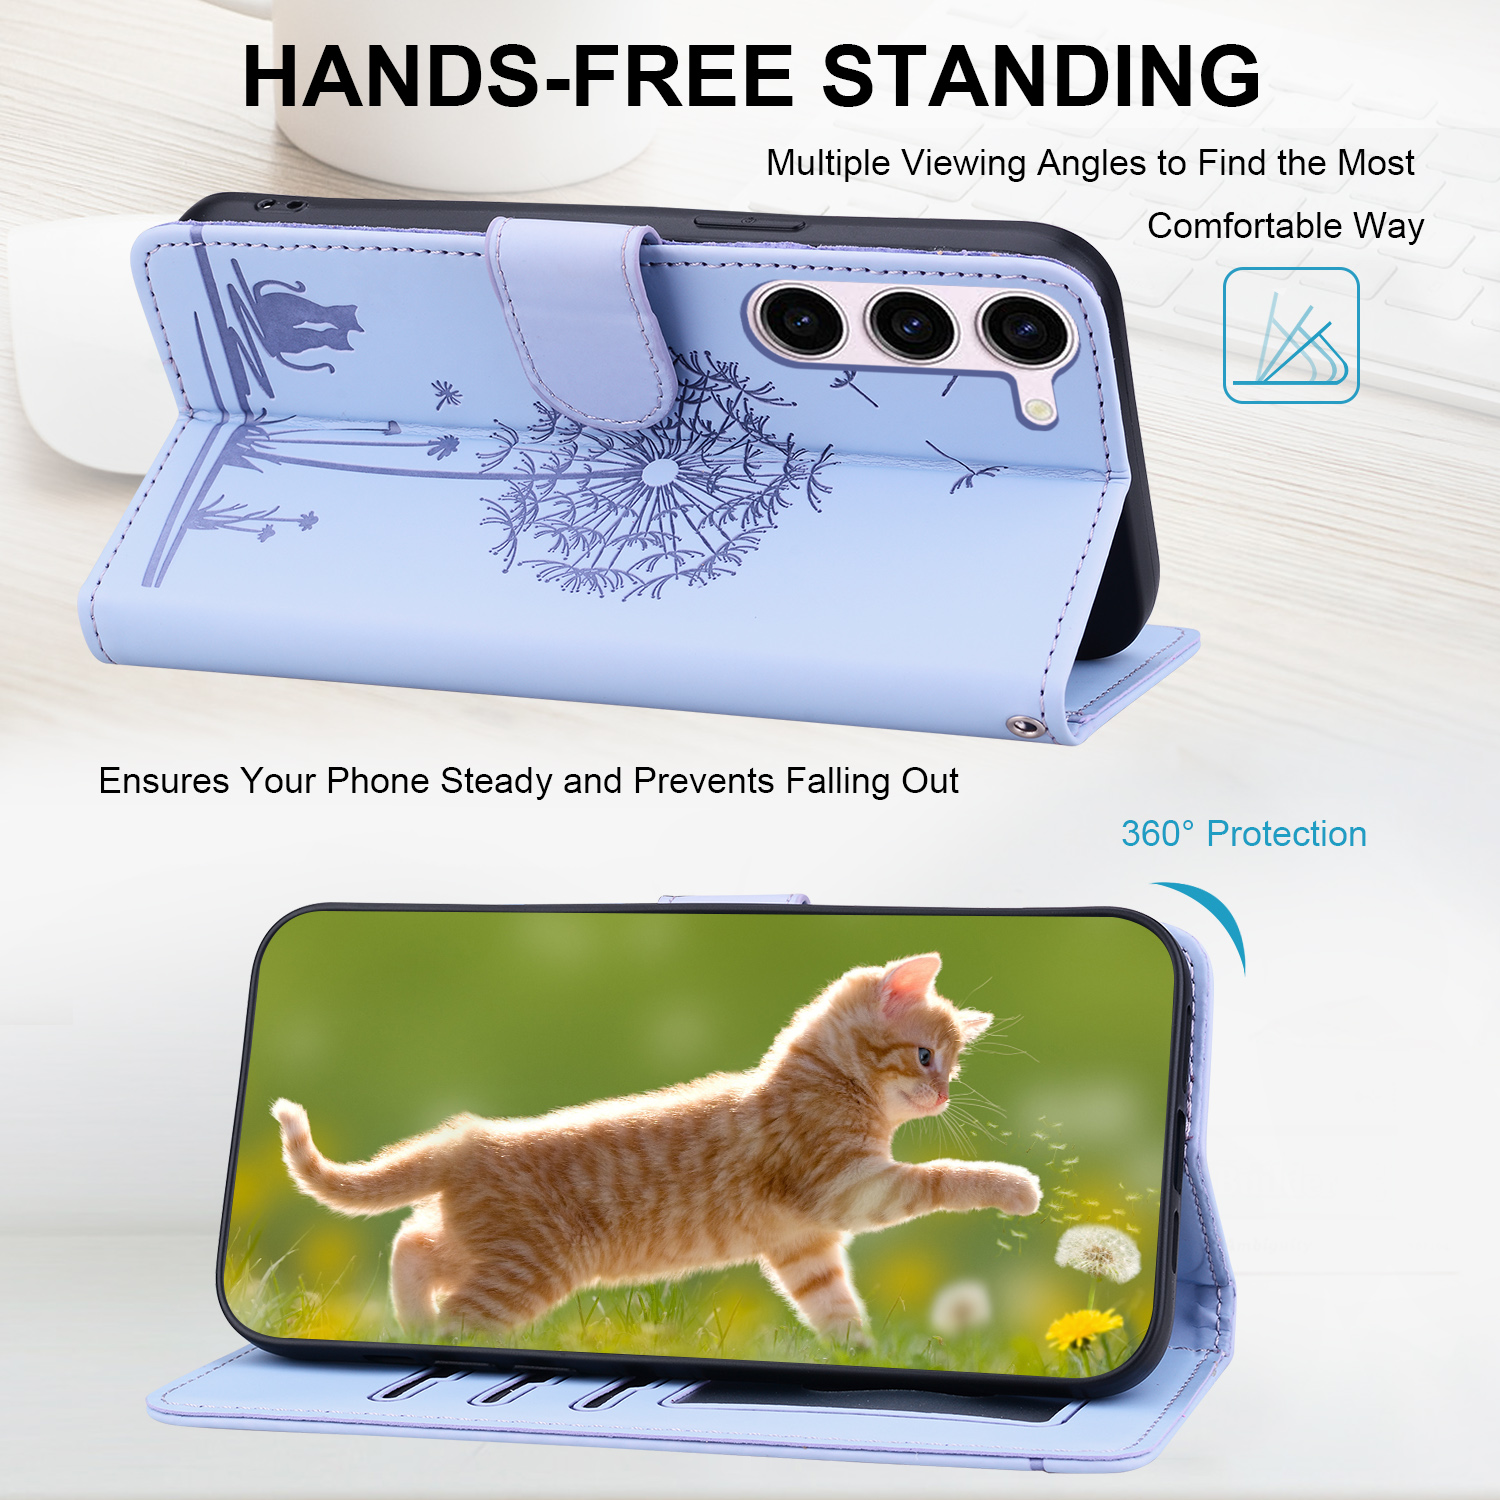 HANDS-FREE STANDING
Multiple Viewing Angles to Find the Most
Comfortable Way
Ensures Your Phone Steady and Prevents Falling Out
360° Protection